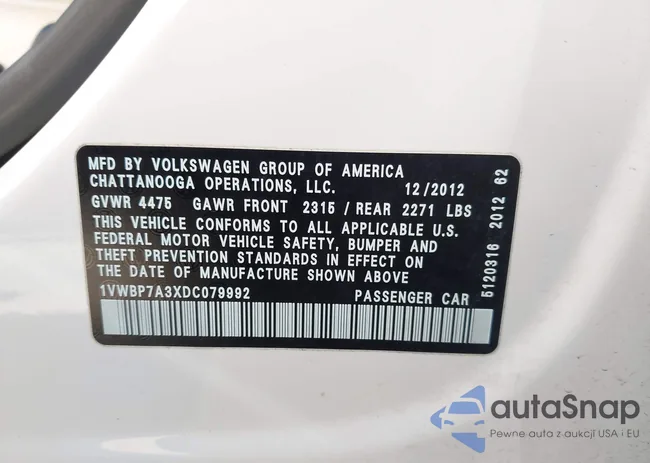 MFD BY VOLKSWAGEN GROUP OF AMERICA
CHATTANOOGA OPERATIONS, LLC. 12/2012
GVWR 4475 GAWR FRONT 2315 / REAR 2271 LBS
THIS VEHICLE CONFORMS TO ALL APPLICABLE U.S.
FEDERAL MOTOR VEHICLE SAFETY, BUMPER AND
THEFT PREVENTION STANDARDS IN EFFECT ON
THE DATE OF MANUFACTURE SHOWN ABOVE
1VWBP7A3XDC079992 PASSENGER CAR
5120316 2012 62
autoSnap
Pewne auta z aukcji USA i EU